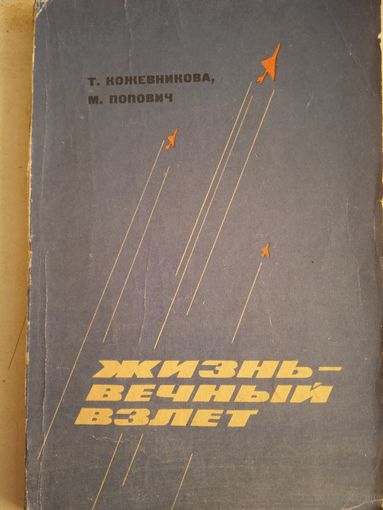 Т. КОЖЕВНИКОВА,
М. ПОПОВИЧ
ЖИЗНЬ—
ВЕЧНЫЙ
ВЗЛЕТ